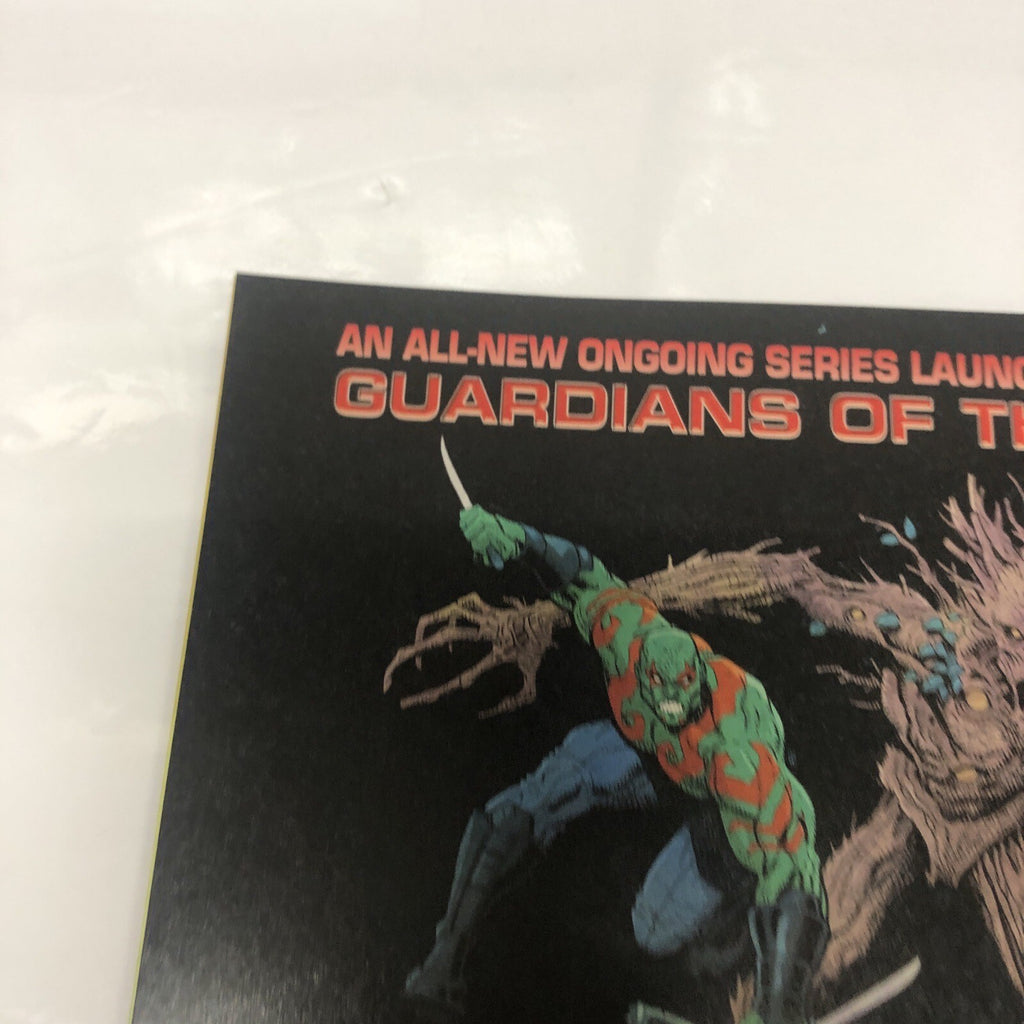 AN ALL-NEW ONGOING SERIES LAUNC
GUARDIANS OF TH